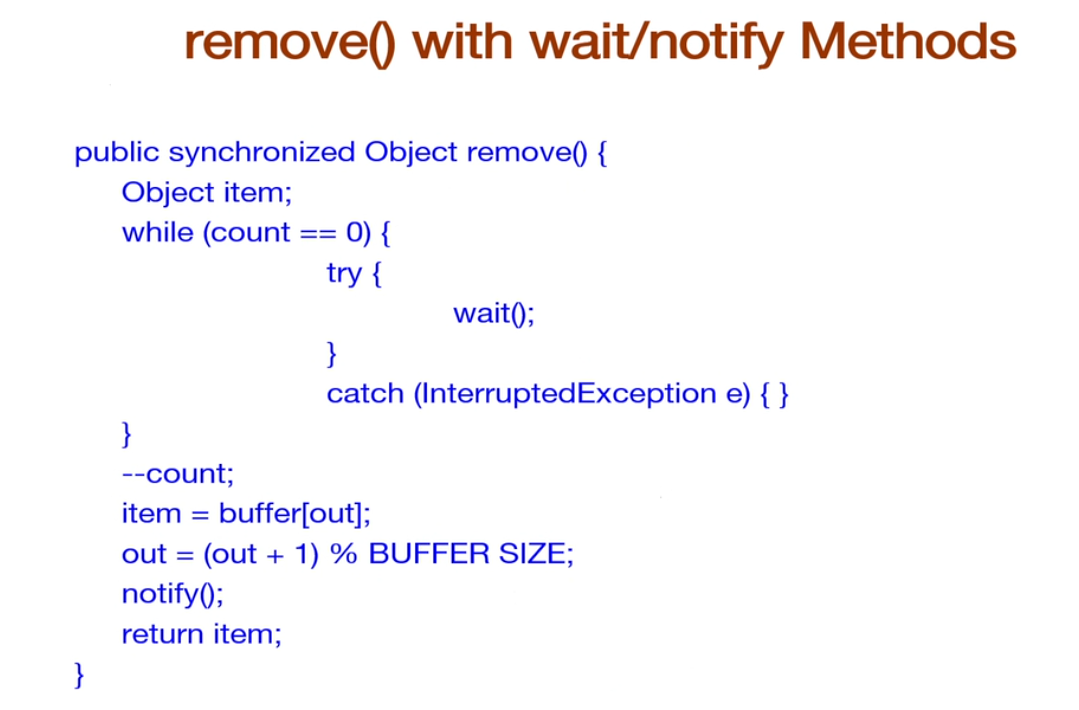 remove() with wait/notify Methods
public synchronized Object remove() {
Object item;
while (count == 0) {
try {
wait();
}
catch (InterruptedException e) { }
}
--count;
item = buffer[out];
out = (out + 1) % BUFFER SIZE;
notify();
return item;
}